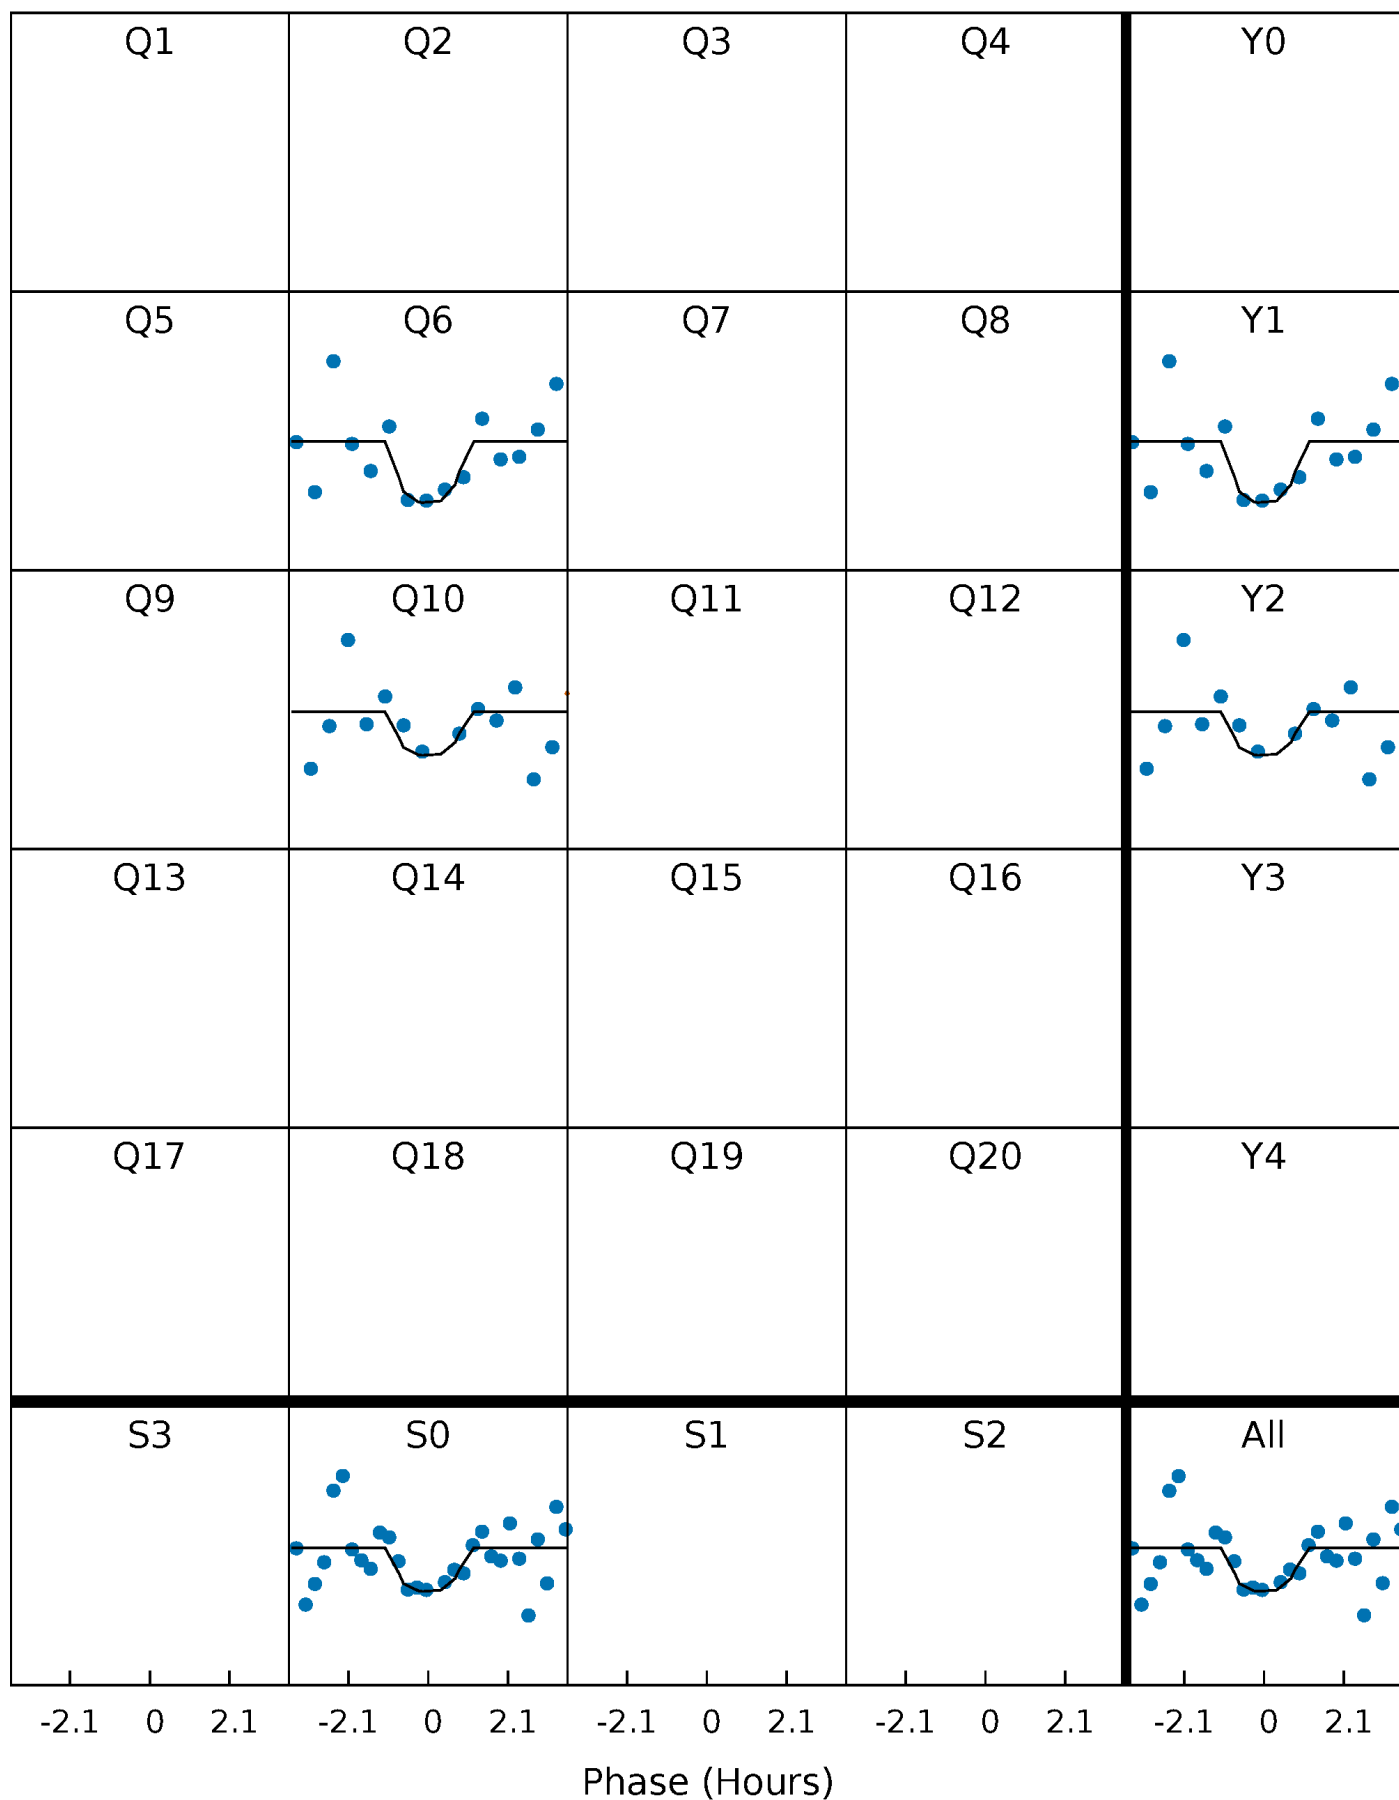 Q1 Q2 Q3 Q4 Y0
Q5 Q6 Q7 Q8 Y1
Q9 Q10 Q11 Q12 Y2
Q13 Q14 Q15 Q16 Y3
Q17 Q18 Q19 Q20 Y4
S3 S0 S1 S2 All
-2.1 0 2.1 -2.1 0 2.1 -2.1 0 2.1 -2.1 0 2.1 -2.1 0 2.1
Phase (Hours)